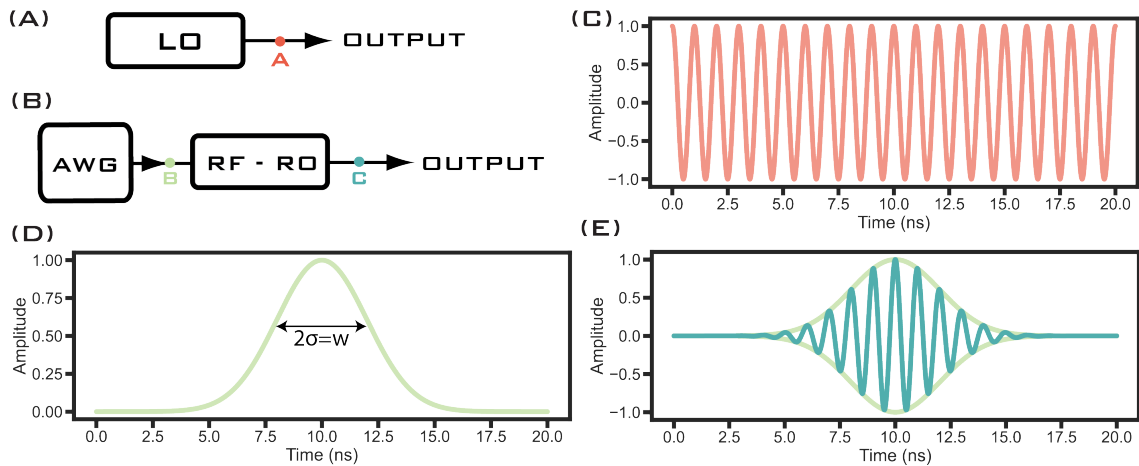 (A)
LO
A
OUTPUT
(B)
AWG
B
RF - RO
C
OUTPUT
(C)
Amplitude
1.0
0.5
0.0
−0.5
−1.0
0.0 2.5 5.0 7.5 10.0 12.5 15.0 17.5 20.0
Time (ns)
(D)
Amplitude
1.00
0.75
0.50
0.25
0.00
2σ=w
0.0 2.5 5.0 7.5 10.0 12.5 15.0 17.5 20.0
Time (ns)
(E)
Amplitude
1.0
0.5
0.0
−0.5
−1.0
0.0 2.5 5.0 7.5 10.0 12.5 15.0 17.5 20.0
Time (ns)